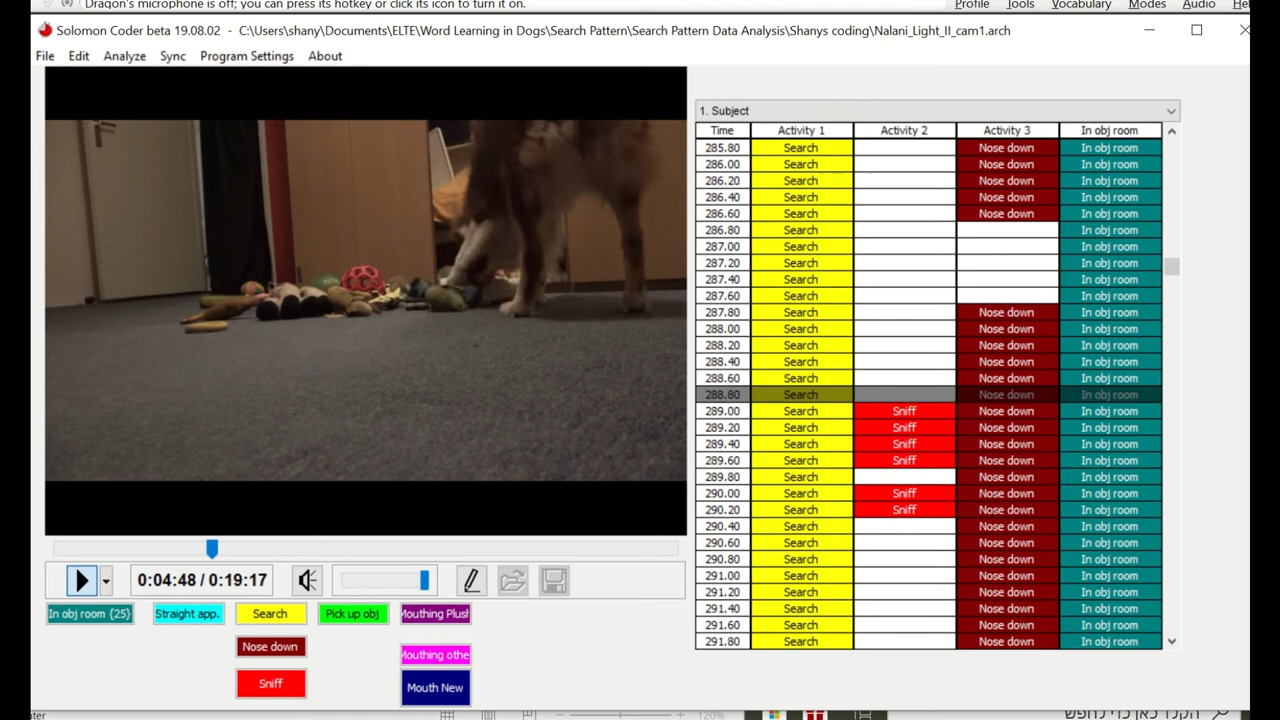 Dragon's microphone is off; you can press its hotkey or click its icon to turn it on.
Profile Tools Vocabulary Modes Audio
Solomon Coder beta 19.08.02 - C:\Users\shany\Documents\ELTE\Word Learning in Dogs\Search Pattern\Search Pattern Data Analysis\Shanys coding\Nalani_Light_II_cam1.arch
File Edit Analyze Sync Program Settings About
1. Subject
Time Activity 1 Activity 2 Activity 3 In obj room
285.80 Search Nose down In obj room
286.00 Search Nose down In obj room
286.20 Search Nose down In obj room
286.40 Search Nose down In obj room
286.60 Search Nose down In obj room
286.80 Search In obj room
287.00 Search In obj room
287.20 Search In obj room
287.40 Search In obj room
287.60 Search In obj room
287.80 Search Nose down In obj room
288.00 Search Nose down In obj room
288.20 Search Nose down In obj room
288.40 Search Nose down In obj room
288.60 Search Nose down In obj room
288.80 Search Nose down In obj room
289.00 Search Sniff Nose down In obj room
289.20 Search Sniff Nose down In obj room
289.40 Search Sniff Nose down In obj room
289.60 Search Sniff Nose down In obj room
289.80 Search Nose down In obj room
290.00 Search Sniff Nose down In obj room
290.20 Search Sniff Nose down In obj room
290.40 Search Nose down In obj room
290.60 Search Nose down In obj room
290.80 Search Nose down In obj room
291.00 Search Nose down In obj room
291.20 Search Nose down In obj room
291.40 Search Nose down In obj room
291.60 Search Nose down In obj room
291.80 Search Nose down In obj room
0:04:48 / 0:19:17
In obj room {25} Straight app. Search Pick up obj Mouthing Plush
Nose down Mouthing othe
Sniff Mouth New
120% הקלד כאן כדי לחפש